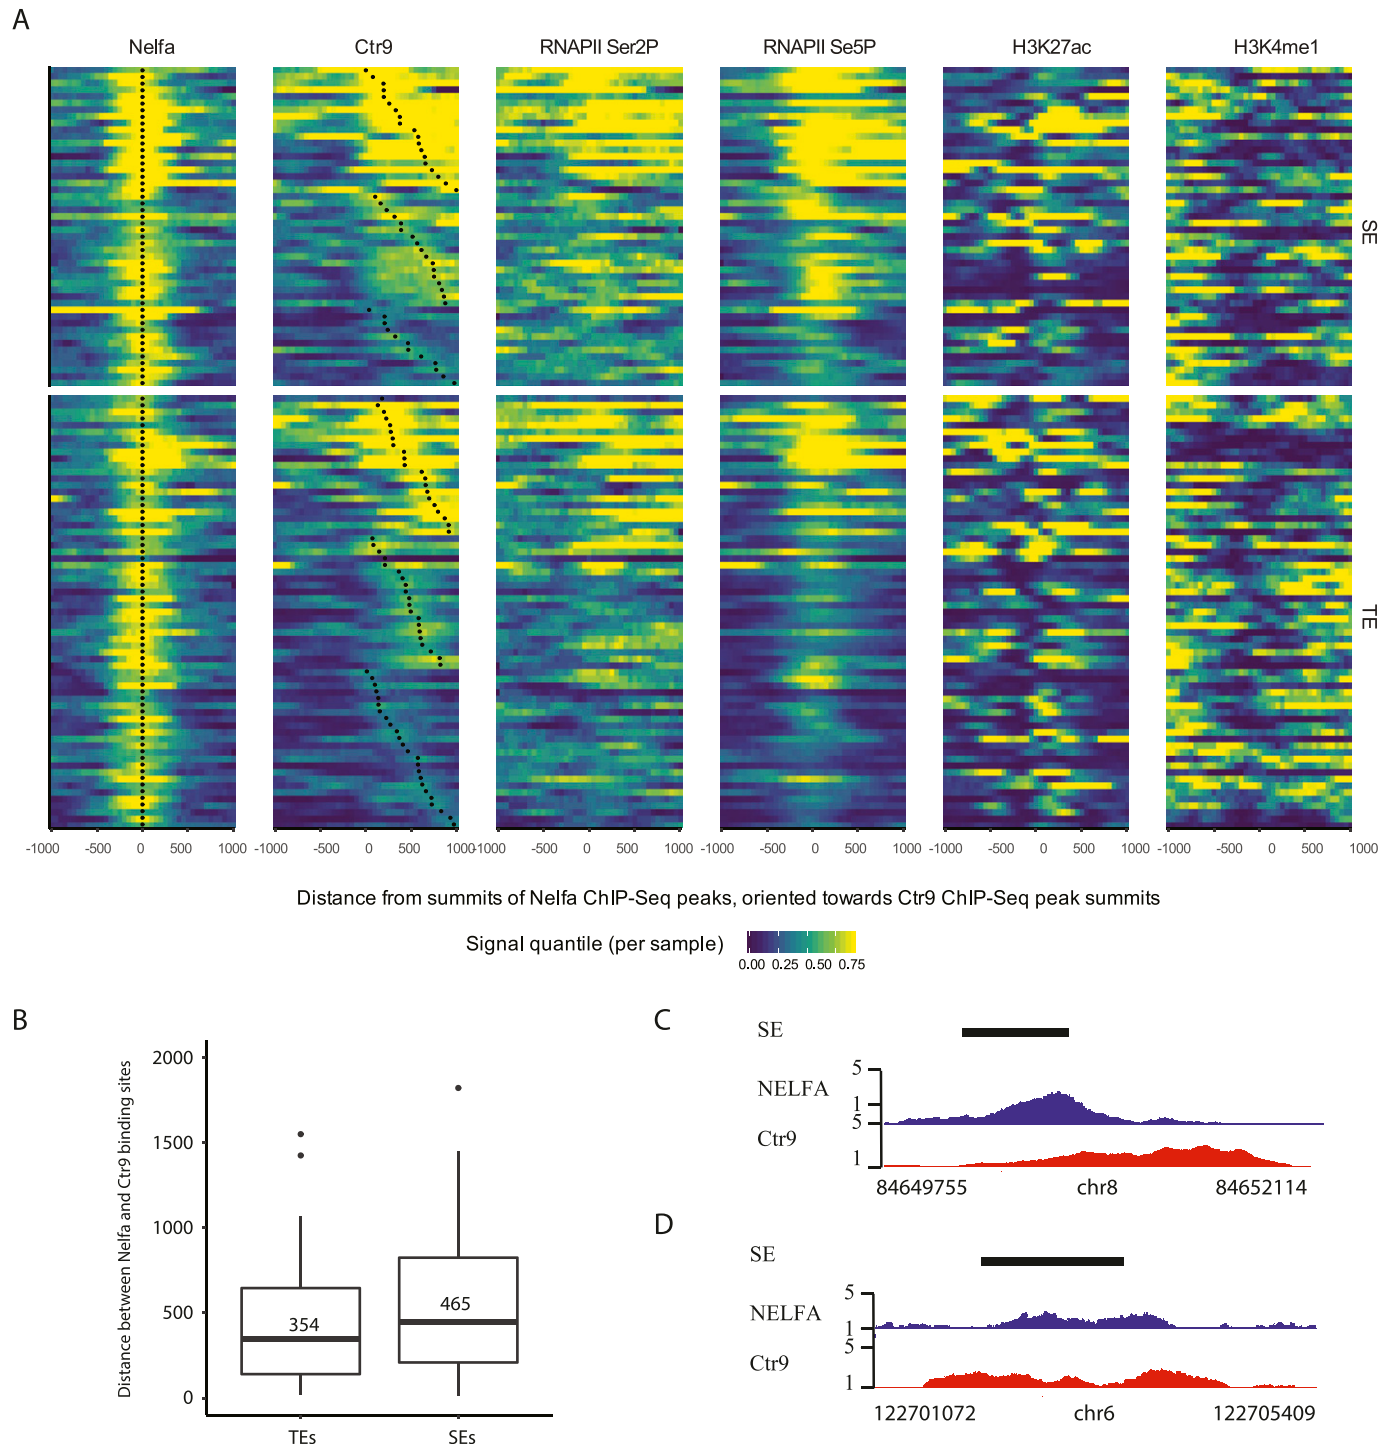 A
Nelfa Ctr9 RNAPII Ser2P RNAPII Se5P H3K27ac H3K4me1
SE
TE
-1000 -500 0 500 1000 -1000 -500 0 500 1000 -1000 -500 0 500 1000 -1000 -500 0 500 1000 -1000 -500 0 500 1000 -1000 -500 0 500 1000
Distance from summits of Nelfa ChIP-Seq peaks, oriented towards Ctr9 ChIP-Seq peak summits
Signal quantile (per sample)
0.00 0.25 0.50 0.75
B
Distance between Nelfa and Ctr9 binding sites
2000
1500
1000
500
0
354
465
TEs SEs
C
SE
NELFA
5
1
Ctr9
5
1
84649755 chr8 84652114
D
SE
NELFA
5
1
Ctr9
5
1
122701072 chr6 122705409